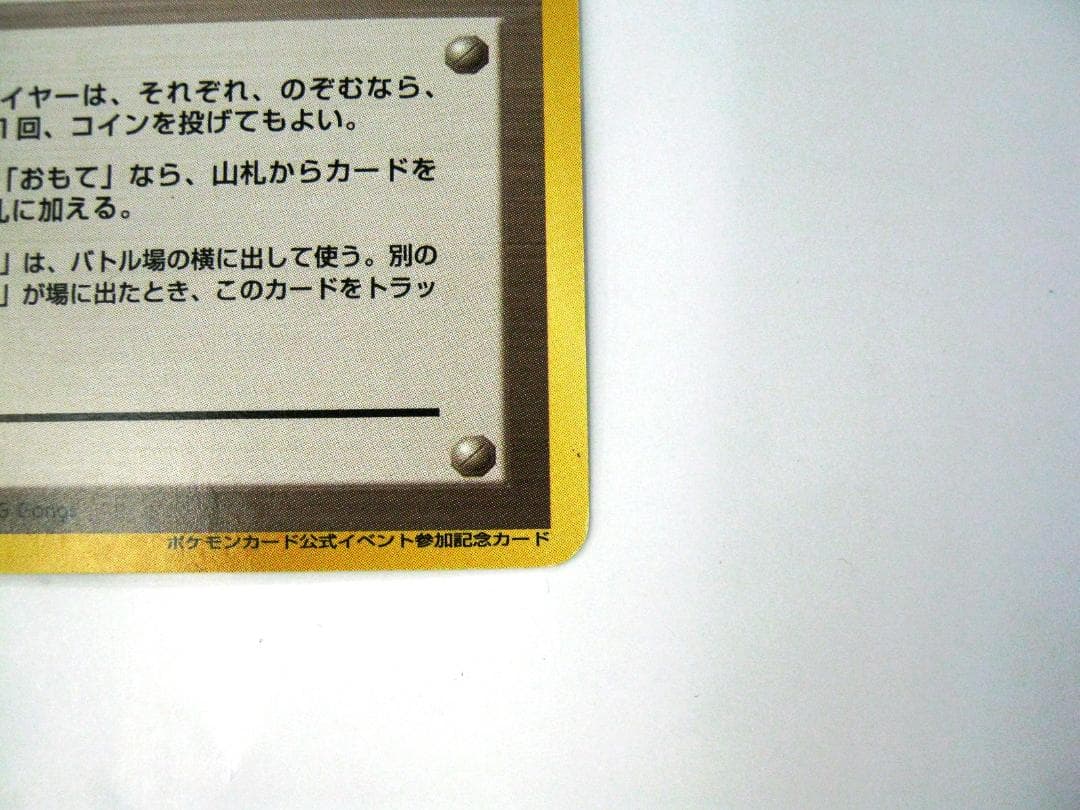 イヤーは、それぞれ、のぞむなら、
1回、コインを投げてもよい。
「おもて」なら、山札からカードを
札に加える。
」は、バトル場の横に出して使う。別の
」が場に出たとき、このカードをトラッ
ポケモンカード公式イベント参加記念カード